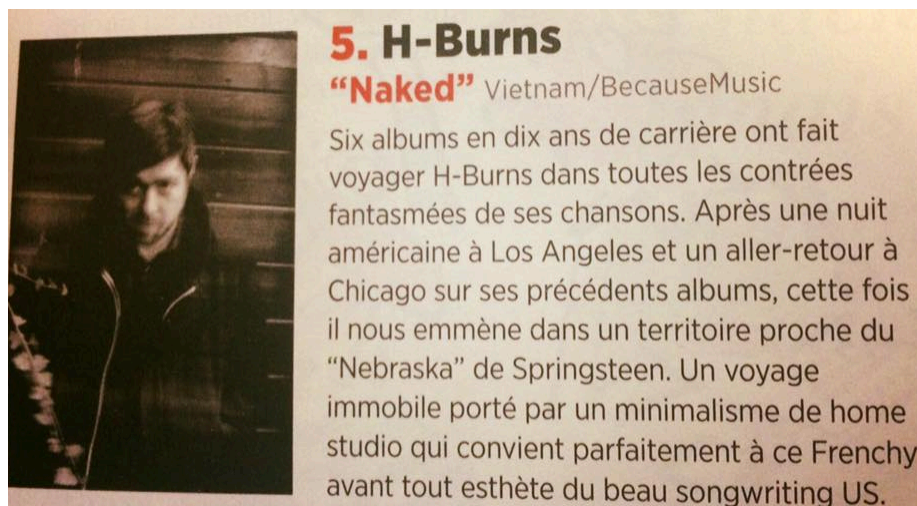 5. H-Burns
“Naked” Vietnam/BecauseMusic
Six albums en dix ans de carrière ont fait
voyager H-Burns dans toutes les contrées
fantasmées de ses chansons. Après une nuit
américaine à Los Angeles et un aller-retour à
Chicago sur ses précédents albums, cette fois
il nous emmène dans un territoire proche du
“Nebraska” de Springsteen. Un voyage
immobile porté par un minimalisme de home
studio qui convient parfaitement à ce Frenchy
avant tout esthète du beau songwriting US.